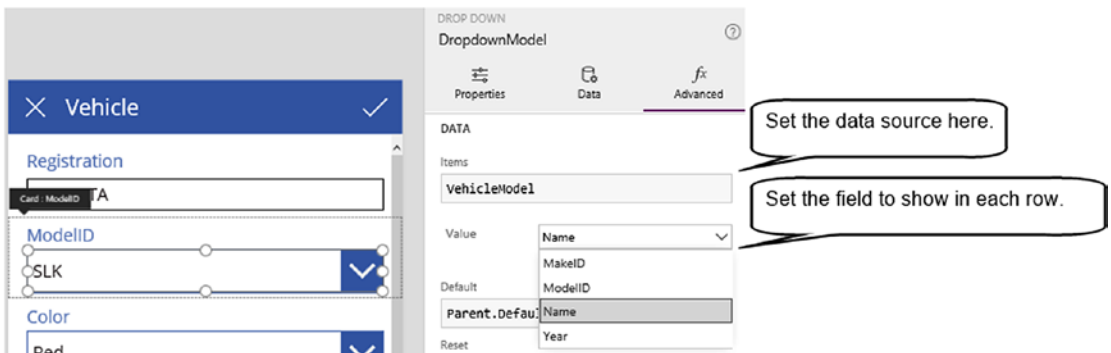 DROP DOWN
DropdownModel
Properties
Data
fx
Advanced
Vehicle
Registration
TA
Card : ModelID
ModelID
SLK
Color
Red
DATA
Items
VehicleModel
Value
Name
MakeID
ModelID
Name
Year
Default
Parent.Defau
Reset
Set the data source here.
Set the field to show in each row.